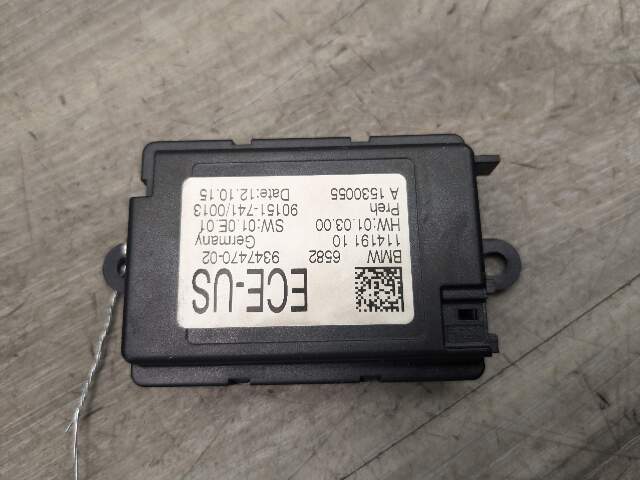 ECE-US
BMW 6582 9347470-02
114191 10 Germany
HW:01.03.00 SW:01.0E.01
Preh 90151-741/0013
A 1530055 Date:12.10.15